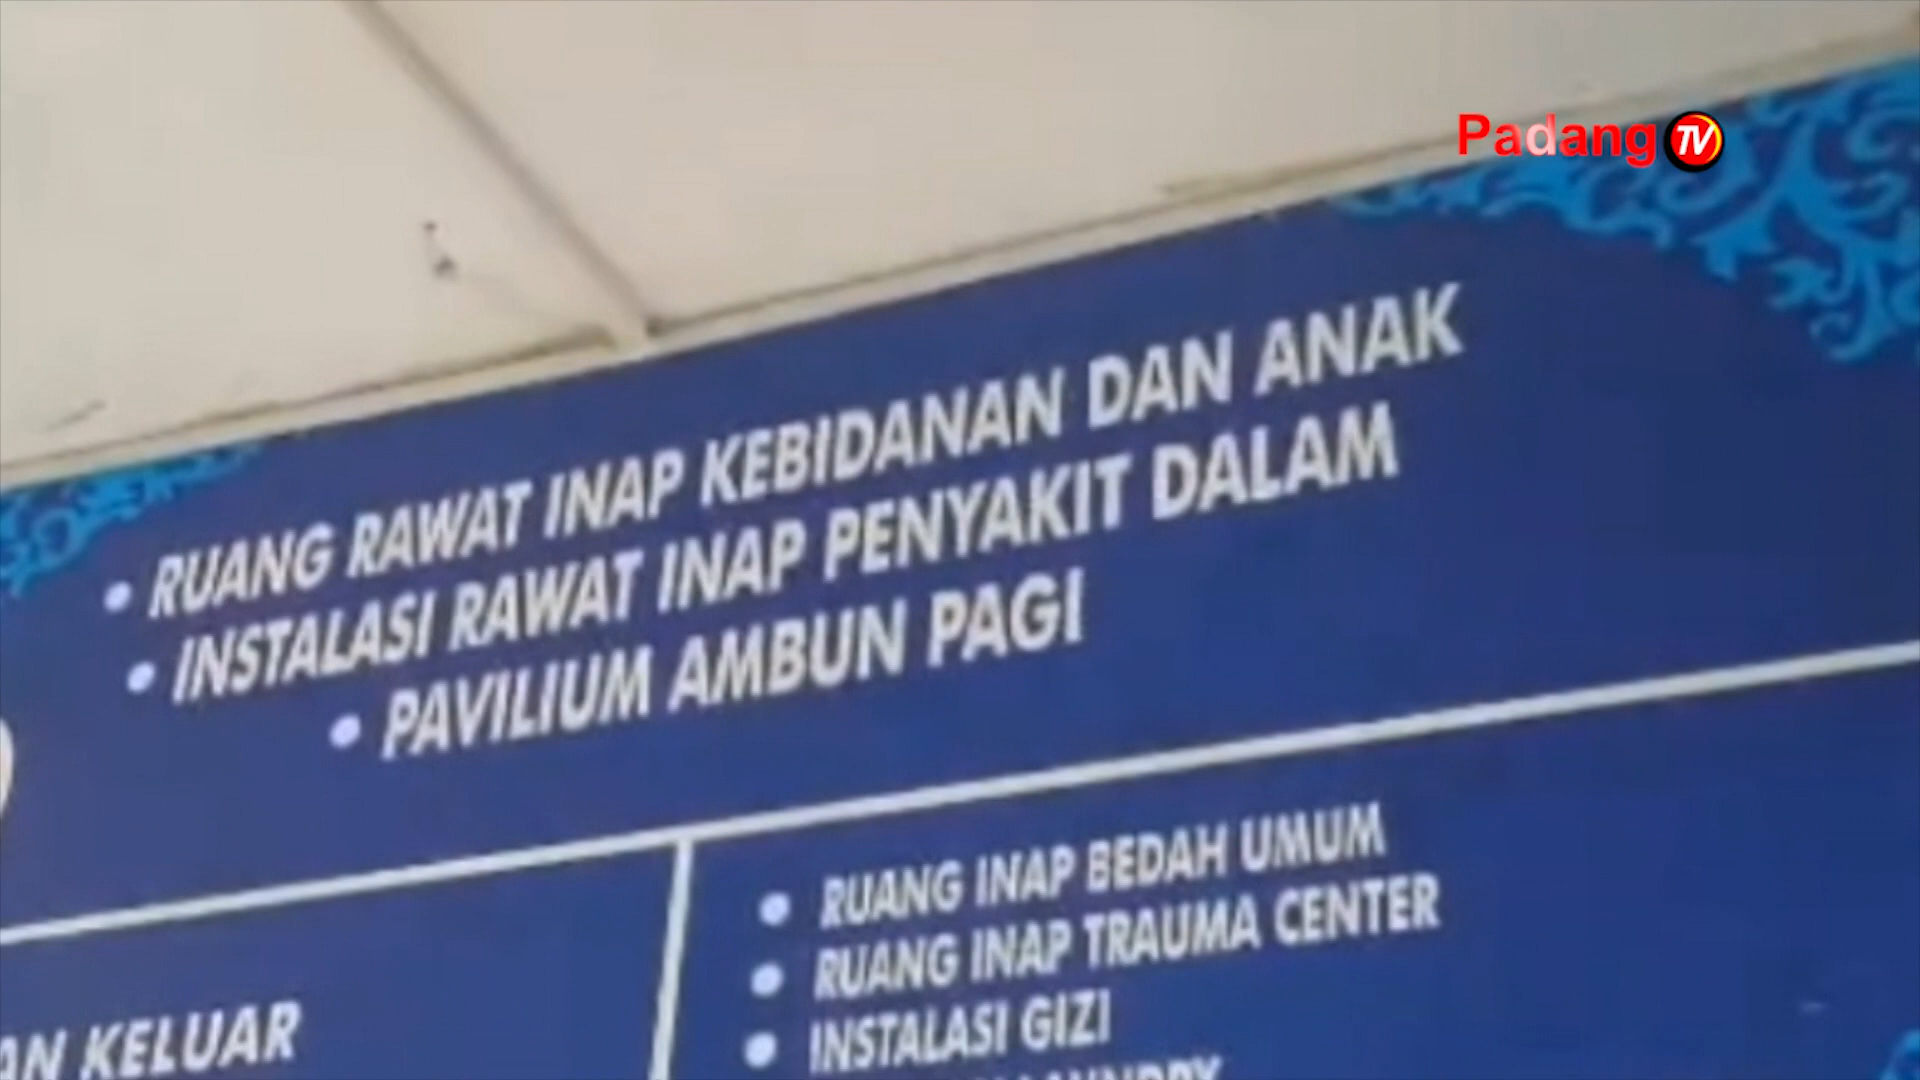 Padang TV
• RUANG RAWAT INAP KEBIDANAN DAN ANAK
• INSTALASI RAWAT INAP PENYAKIT DALAM
• PAVILIUM AMBUN PAGI
• RUANG INAP BEDAH UMUM
• RUANG INAP TRAUMA CENTER
• INSTALASI GIZI
KELUAR